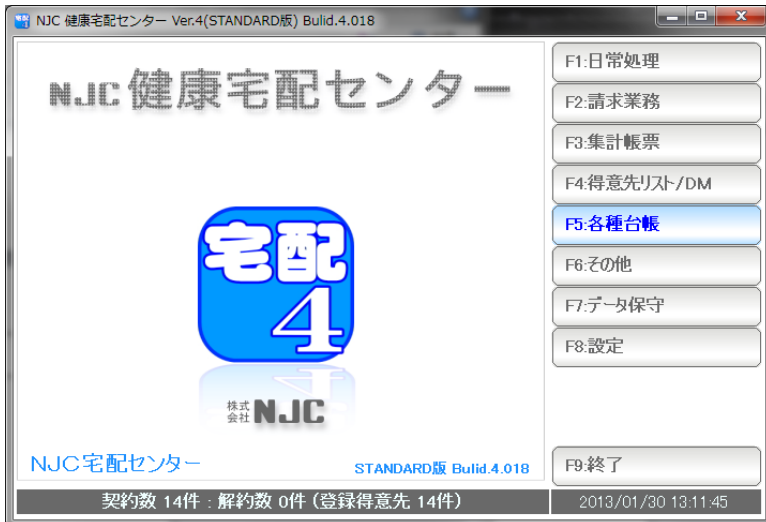 NJC 健康宅配センター Ver.4(STANDARD版) Bulid.4.018
NJC健康宅配センター
宅配
4
株式会社NJC
NJC宅配センター
STANDARD版 Bulid.4.018
F1:日常処理
F2:請求業務
F3:集計帳票
F4:得意先リスト/DM
F5:各種台帳
F6:その他
F7:データ保守
F8:設定
F9:終了
契約数 14件 : 解約数 0件 (登録得意先 14件)
2013/01/30 13:11:45